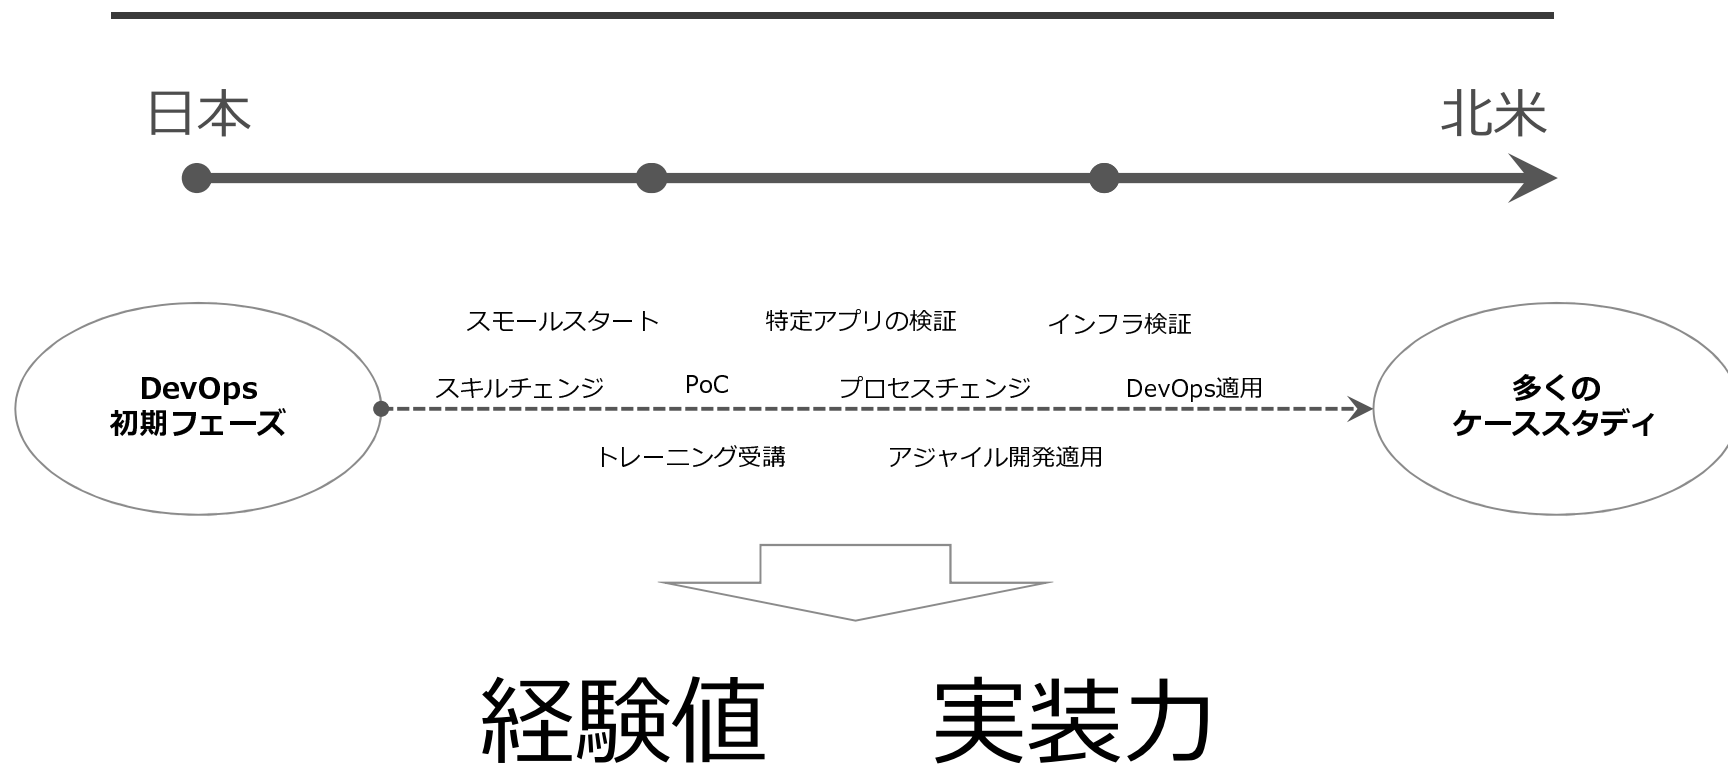 日本
北米
スモールスタート
特定アプリの検証
インフラ検証
DevOps
初期フェーズ
スキルチェンジ
PoC
プロセスチェンジ
DevOps適用
多くの
ケーススタディ
トレーニング受講
アジャイル開発適用
経験値
実装力